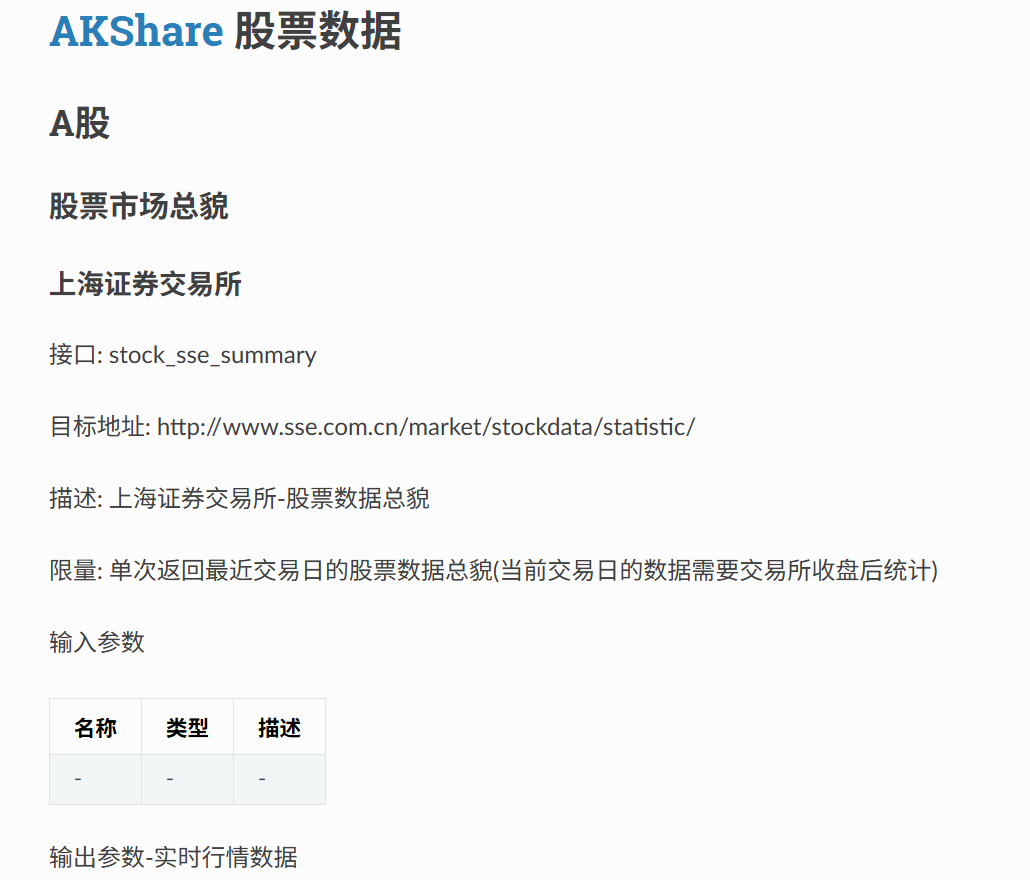 AKShare 股票数据
A股
股票市场总貌
上海证券交易所
接口: stock_sse_summary
目标地址: http://www.sse.com.cn/market/stockdata/statistic/
描述: 上海证券交易所-股票数据总貌
限量: 单次返回最近交易日的股票数据总貌(当前交易日的数据需要交易所收盘后统计)
输入参数
名称 类型 描述
- - -
输出参数-实时行情数据